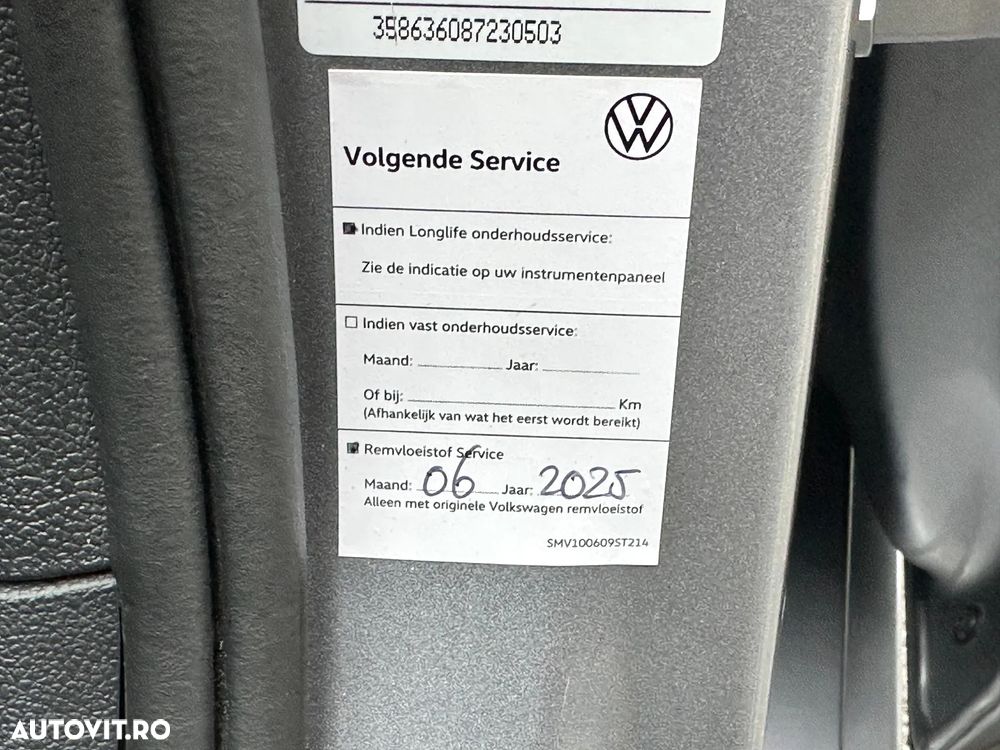 358636087230503
Volgende Service
Indien Longlife onderhoudsservice:
Zie de indicatie op uw instrumentenpaneel
Indien vast onderhoudsservice:
Maand: Jaar:
Of bij: Km
(Afhankelijk van wat het eerst wordt bereikt)
Remvloeistof Service
Maand: 06 Jaar: 2025
Alleen met originele Volkswagen remvloeistof
SMV100609ST214
AUTOVIT.RO